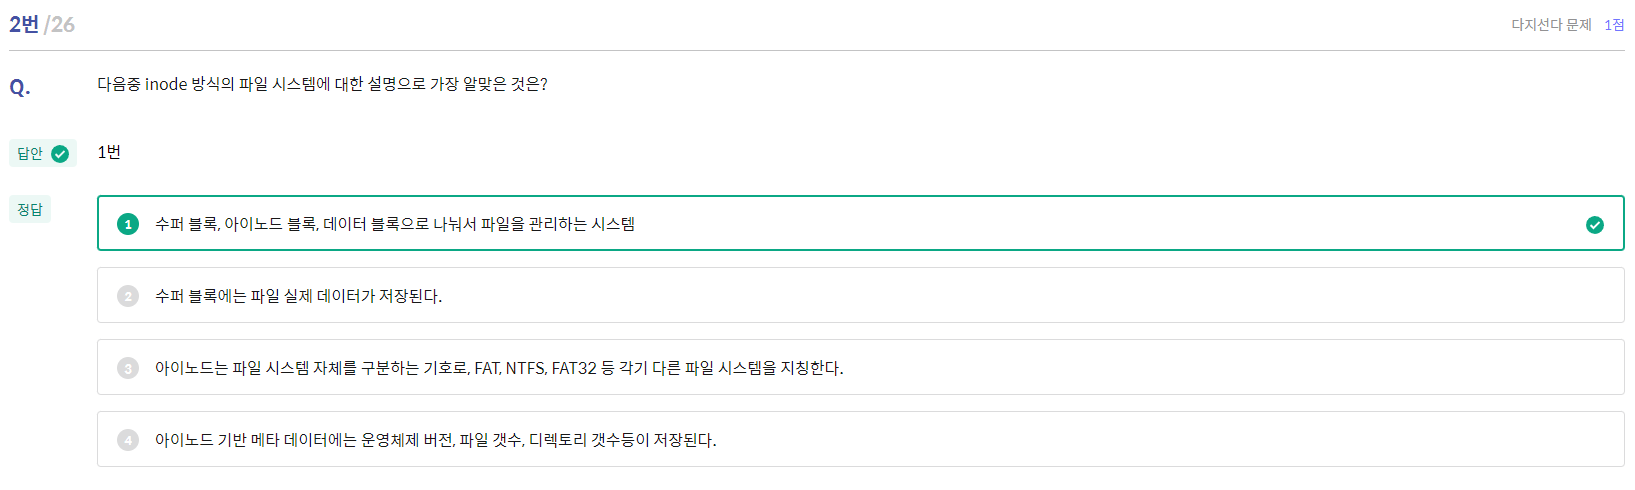 2번 /26
다지선다 문제 1점
Q.
다음중 inode 방식의 파일 시스템에 대한 설명으로 가장 알맞은 것은?
답안
1번
정답
1 수퍼 블록, 아이노드 블록, 데이터 블록으로 나눠서 파일을 관리하는 시스템
2 수퍼 블록에는 파일 실제 데이터가 저장된다.
3 아이노드는 파일 시스템 자체를 구분하는 기호로, FAT, NTFS, FAT32 등 각기 다른 파일 시스템을 지칭한다.
4 아이노드 기반 메타 데이터에는 운영체제 버전, 파일 갯수, 디렉토리 갯수등이 저장된다.